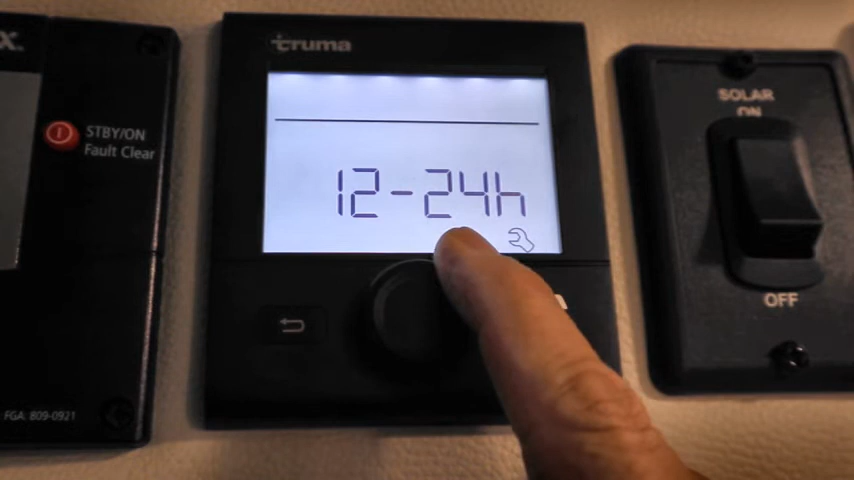 x.
STBY/ON
Fault Clear
FGA: 809-0921
truma
12-24h
SOLAR
ON
OFF